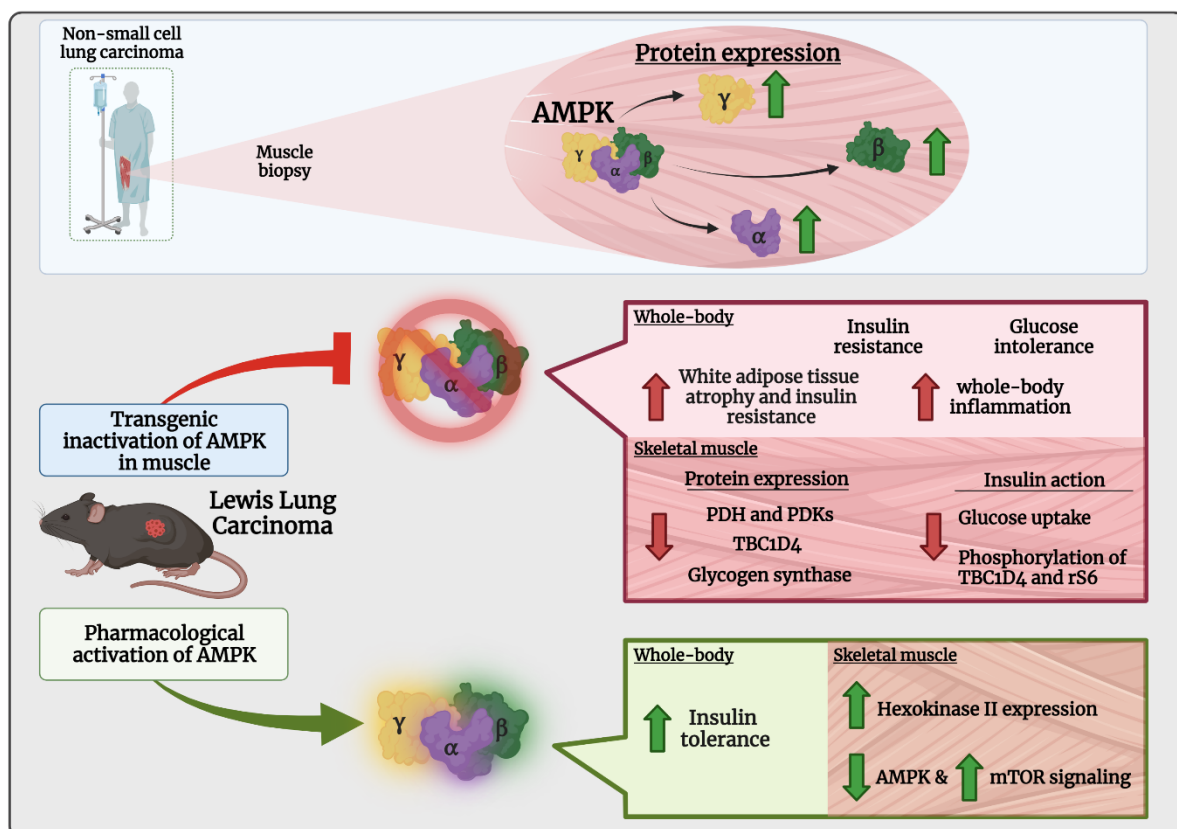 Non-small cell
lung carcinoma
Muscle
biopsy
Protein expression
AMPK
γ
β
α
γ
β
α
Transgenic
inactivation of AMPK
in muscle
Lewis Lung
Carcinoma
Pharmacological
activation of AMPK
γ
α
β
Whole-body
Insulin
resistance
Glucose
intolerance
White adipose tissue
atrophy and insulin
resistance
whole-body
inflammation
Skeletal muscle
Protein expression
PDH and PDKs
TBC1D4
Glycogen synthase
Insulin action
Glucose uptake
Phosphorylation of
TBC1D4 and rS6
γ
α
β
Whole-body
Insulin
tolerance
Skeletal muscle
Hexokinase II expression
AMPK & mTOR signaling